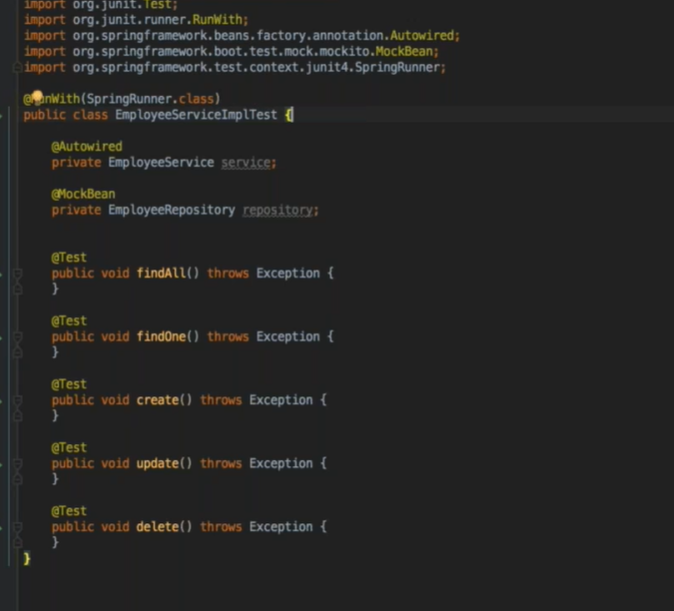 import org.junit.Test;
import org.junit.runner.RunWith;
import org.springframework.beans.factory.annotation.Autowired;
import org.springframework.boot.test.mock.mockito.MockBean;
import org.springframework.test.context.junit4.SpringRunner;
@RunWith(SpringRunner.class)
public class EmployeeServiceImplTest {
@Autowired
private EmployeeService service;
@MockBean
private EmployeeRepository repository;
@Test
public void findAll() throws Exception {
}
@Test
public void findOne() throws Exception {
}
@Test
public void create() throws Exception {
}
@Test
public void update() throws Exception {
}
@Test
public void delete() throws Exception {
}
}